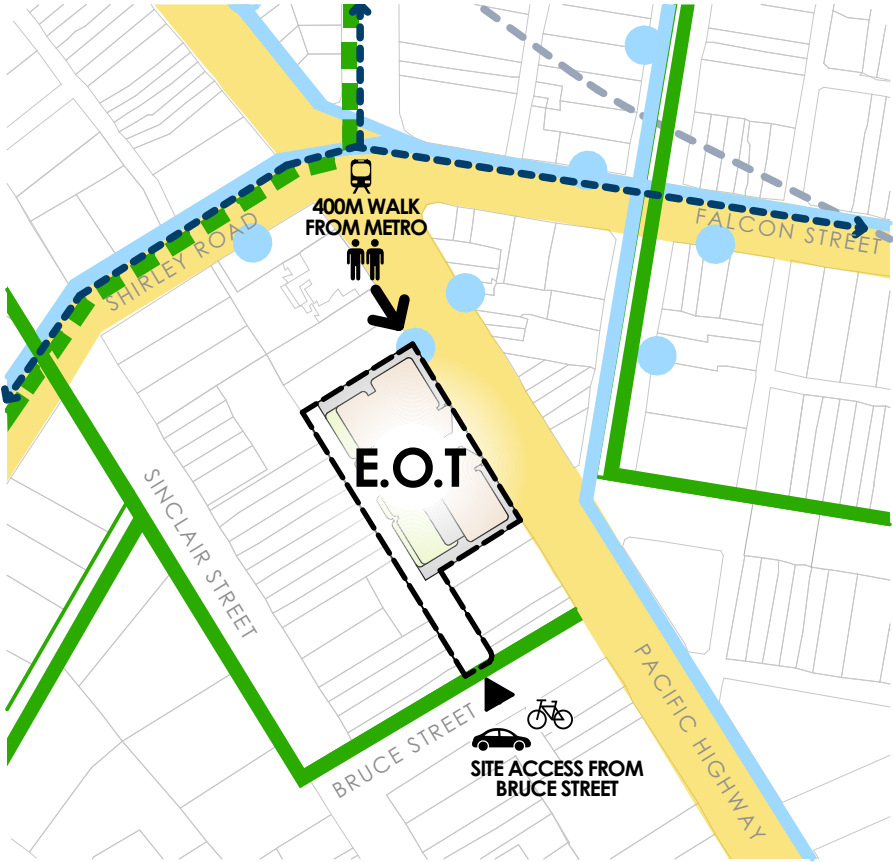 400M WALK
FROM METRO
SHIRLEY ROAD
FALCON STREET
E.O.T
SINCLAIR STREET
PACIFIC HIGHWAY
BRUCE STREET
SITE ACCESS FROM
BRUCE STREET